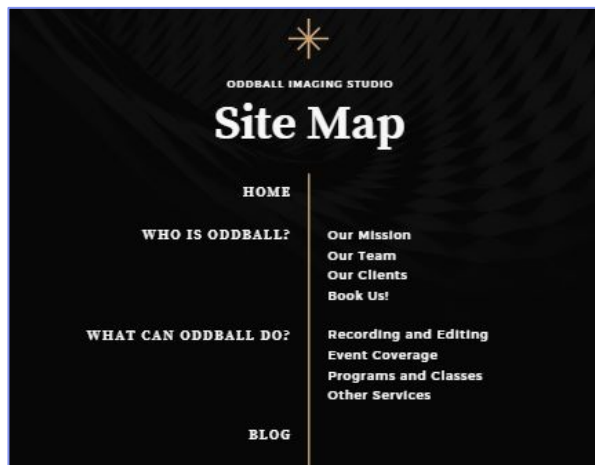 ODDBALL IMAGING STUDIO
Site Map
HOME
WHO IS ODDBALL?
Our Mission
Our Team
Our Clients
Book Us!
WHAT CAN ODDBALL DO?
Recording and Editing
Event Coverage
Programs and Classes
Other Services
BLOG